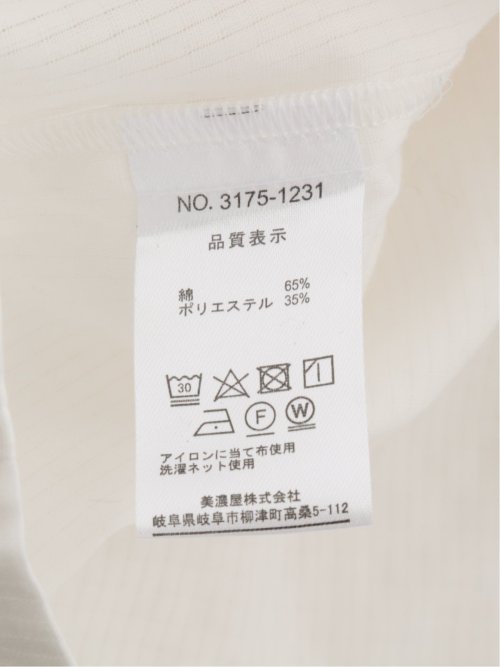 NO. 3175-1231
品質表示
綿 65%
ポリエステル 35%
30
F
W
アイロンに当て布使用
洗濯ネット使用
美濃屋株式会社
岐阜県岐阜市柳津町高桑5-112